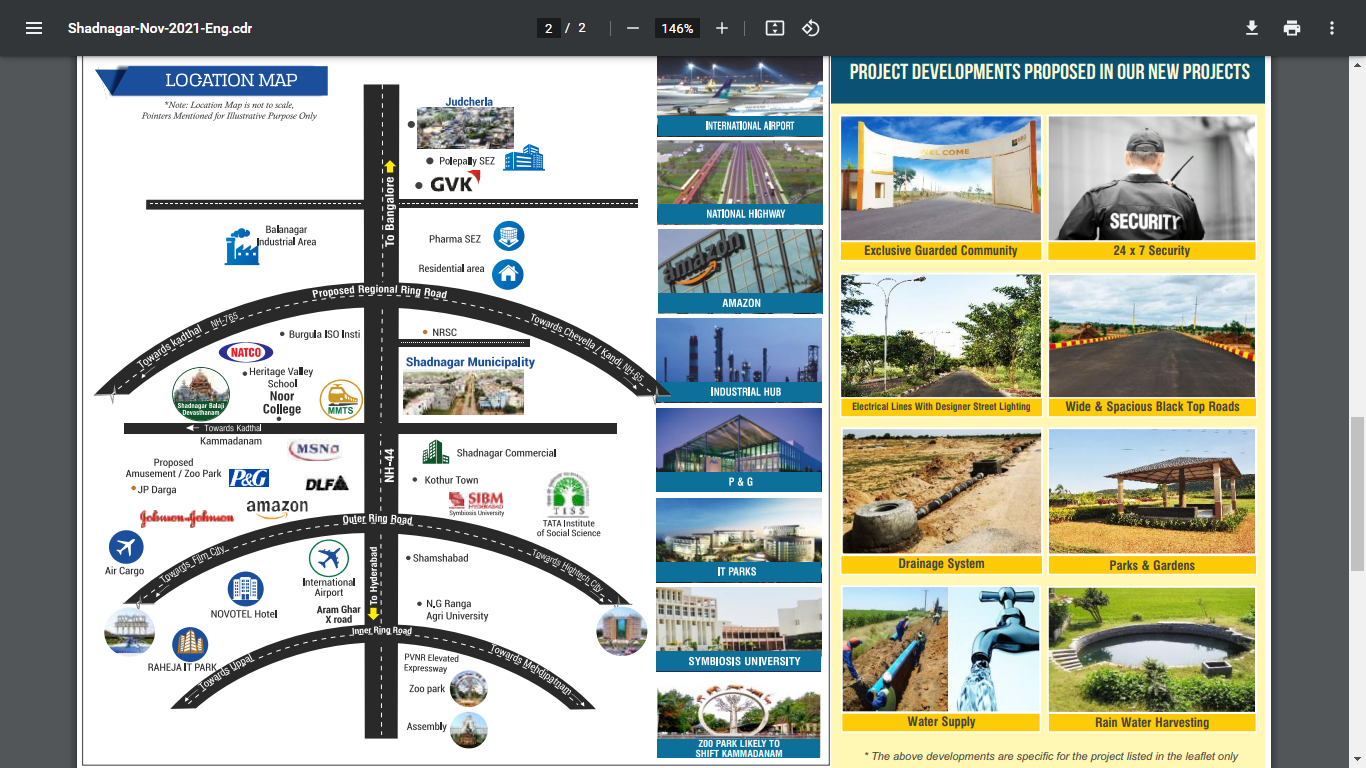 Shadnagar-Nov-2021-Eng.cdr
2 / 2
146%
LOCATION MAP
*Note: Location Map is not to scale,
Pointers Mentioned for Illustrative Purpose Only
Judcherla
Polepally SEZ
GVK
To Bangalore
Balanagar
Industrial Area
Pharma SEZ
Residential area
Proposed Regional Ring Road
Towards kadthal NH-765
Towards Chevella / Kandi NH-65
Burgula ISO Insti
NRSC
NATCO
Shadnagar Municipality
Heritage Valley
School
Noor
College
Shadnagar Balaji
Devasthanam
MMTS
Towards Kadthal
Kammadanam
MSN
NH-44
Shadnagar Commercial
Proposed
Amusement / Zoo Park
P&G
DLF
Kothur Town
JP Darga
SIBM
HYDERABAD
Symbiosis University
TISS
amazon
Johnson & Johnson
TATA Institute
of Social Science
Outer Ring Road
Air Cargo
Towards Film City
Towards Hightech City
International
Airport
To Hyderabad
Shamshabad
NOVOTEL Hotel
Aram Ghar
X road
N.G Ranga
Agri University
Inner Ring Road
RAHEJA IT PARK
Towards Uppal
Towards Mehdipatnam
PVNR Elevated
Expressway
Zoo park
Assembly
INTERNATIONAL AIRPORT
NATIONAL HIGHWAY
amazon
AMAZON
INDUSTRIAL HUB
P & G
IT PARKS
SYMBIOSIS UNIVERSITY
ZOO PARK LIKELY TO
SHIFT KAMMADANAM
PROJECT DEVELOPMENTS PROPOSED IN OUR NEW PROJECTS
WELCOME
Exclusive Guarded Community
SECURITY
24 x 7 Security
Electrical Lines With Designer Street Lighting
Wide & Spacious Black Top Roads
Drainage System
Parks & Gardens
Water Supply
Rain Water Harvesting
* The above developments are specific for the project listed in the leaflet only